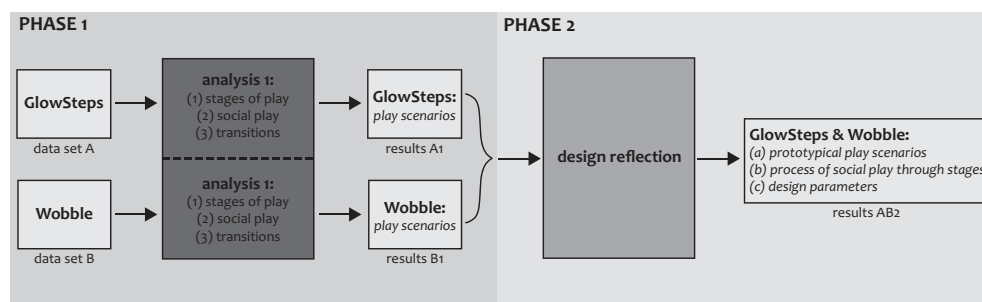 PHASE 1
GlowSteps
data set A
analysis 1:
(1) stages of play
(2) social play
(3) transitions
GlowSteps:
play scenarios
results A1
Wobble
data set B
analysis 1:
(1) stages of play
(2) social play
(3) transitions
Wobble:
play scenarios
results B1
PHASE 2
design reflection
GlowSteps & Wobble:
(a) prototypical play scenarios
(b) process of social play through stages
(c) design parameters
results AB2